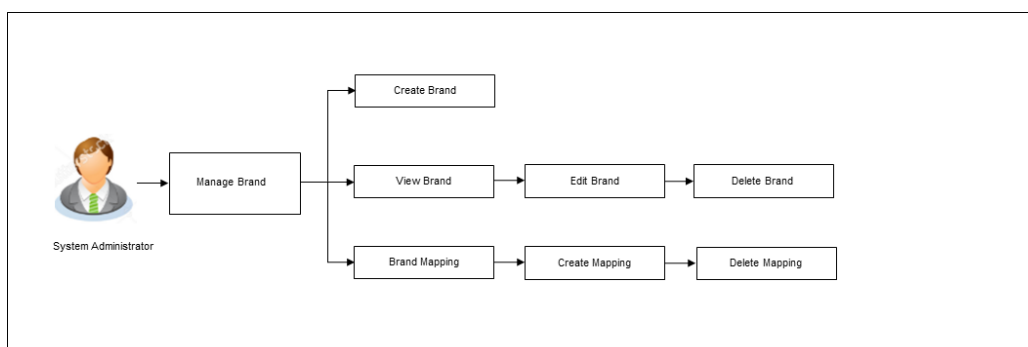 Create Brand
Manage Brand
View Brand
Edit Brand
Delete Brand
System Administrator
Brand Mapping
Create Mapping
Delete Mapping